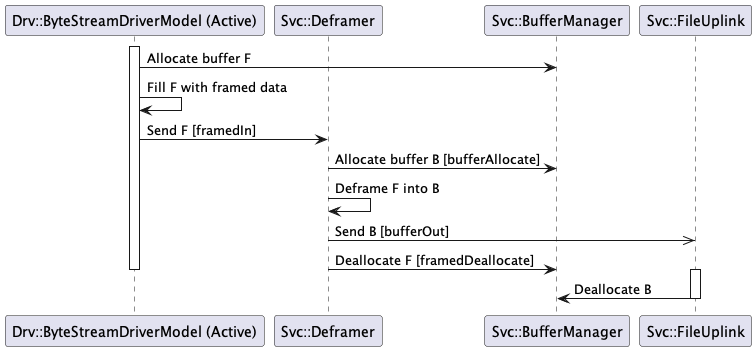 Drv::ByteStreamDriverModel (Active)
Svc::Deframer
Svc::BufferManager
Svc::FileUplink
Allocate buffer F
Fill F with framed data
Send F [framedIn]
Allocate buffer B [bufferAllocate]
Deframe F into B
Send B [bufferOut]
Deallocate F [framedDeallocate]
Deallocate B
Drv::ByteStreamDriverModel (Active)
Svc::Deframer
Svc::BufferManager
Svc::FileUplink